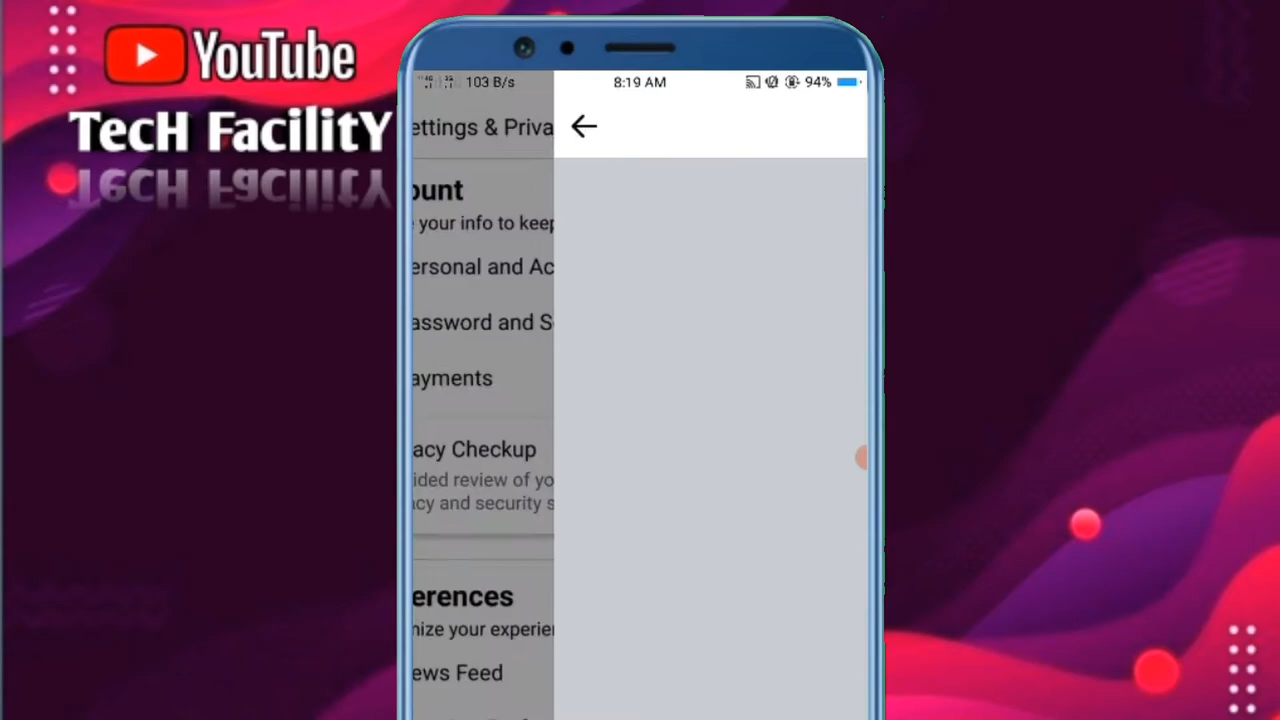 YouTube
TecH FacilitY
103 B/s
8:19 AM
94%
ettings & Priva
ount
your info to keep
ersonal and Ac
assword and S
ayments
acy Checkup
ided review of yo
cy and security s
erences
nize your experien
ews Feed